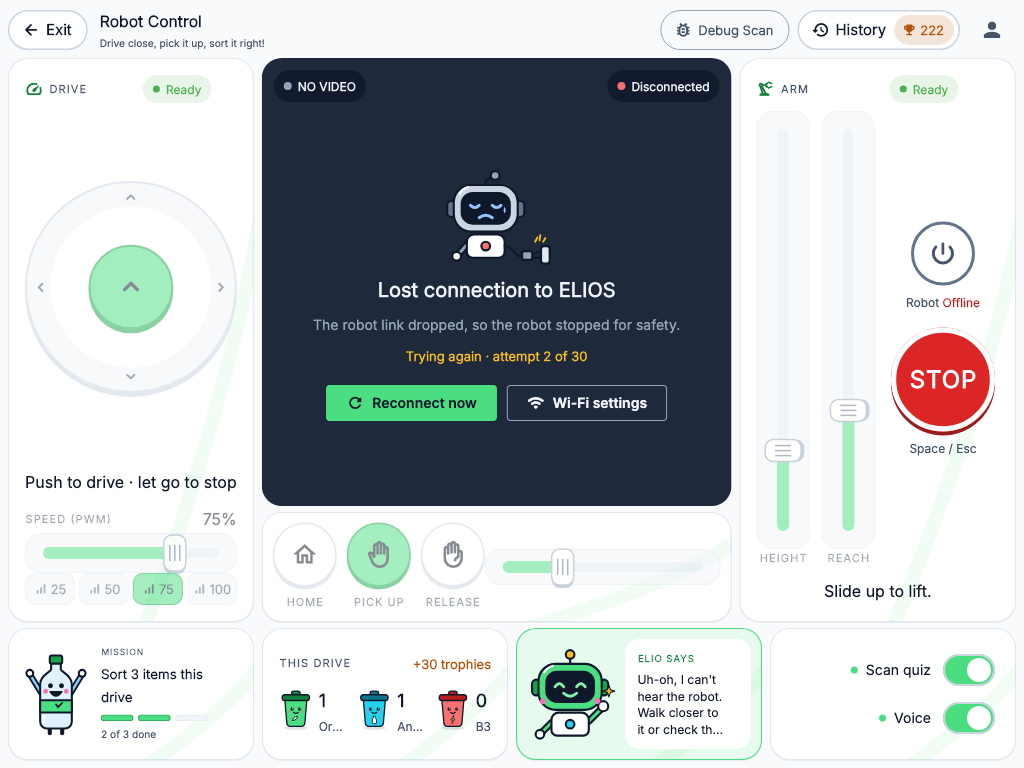 Exit
Robot Control
Drive close, pick it up, sort it right!
Debug Scan
History
222
DRIVE
Ready
Push to drive · let go to stop
SPEED (PWM)
75%
25
50
75
100
NO VIDEO
Disconnected
Lost connection to ELIOS
The robot link dropped, so the robot stopped for safety.
Trying again · attempt 2 of 30
Reconnect now
Wi-Fi settings
HOME
PICK UP
RELEASE
ARM
Ready
HEIGHT
REACH
Robot Offline
STOP
Space / Esc
Slide up to lift.
MISSION
Sort 3 items this
drive
2 of 3 done
THIS DRIVE
+30 trophies
1
Or...
1
An...
0
B3
ELIO SAYS
Uh-oh, I can't
hear the robot.
Walk closer to
it or check th...
Scan quiz
Voice